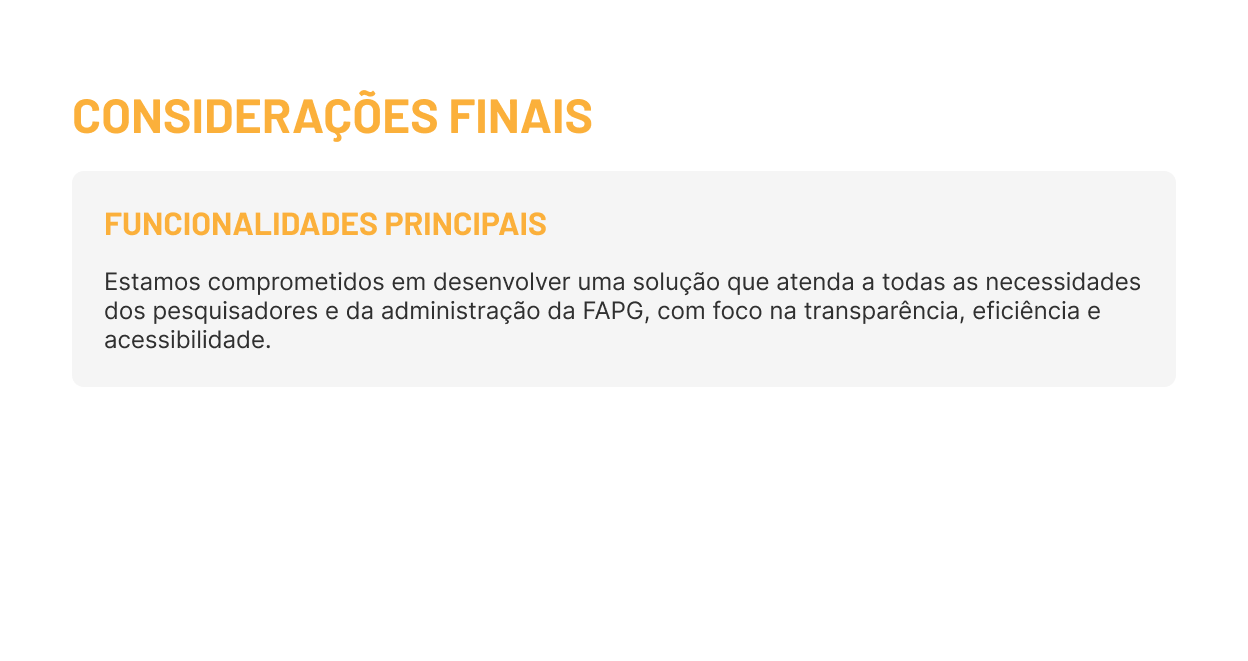 CONSIDERAÇÕES FINAIS
FUNCIONALIDADES PRINCIPAIS
Estamos comprometidos em desenvolver uma solução que atenda a todas as necessidades
dos pesquisadores e da administração da FAPG, com foco na transparência, eficiência e
acessibilidade.